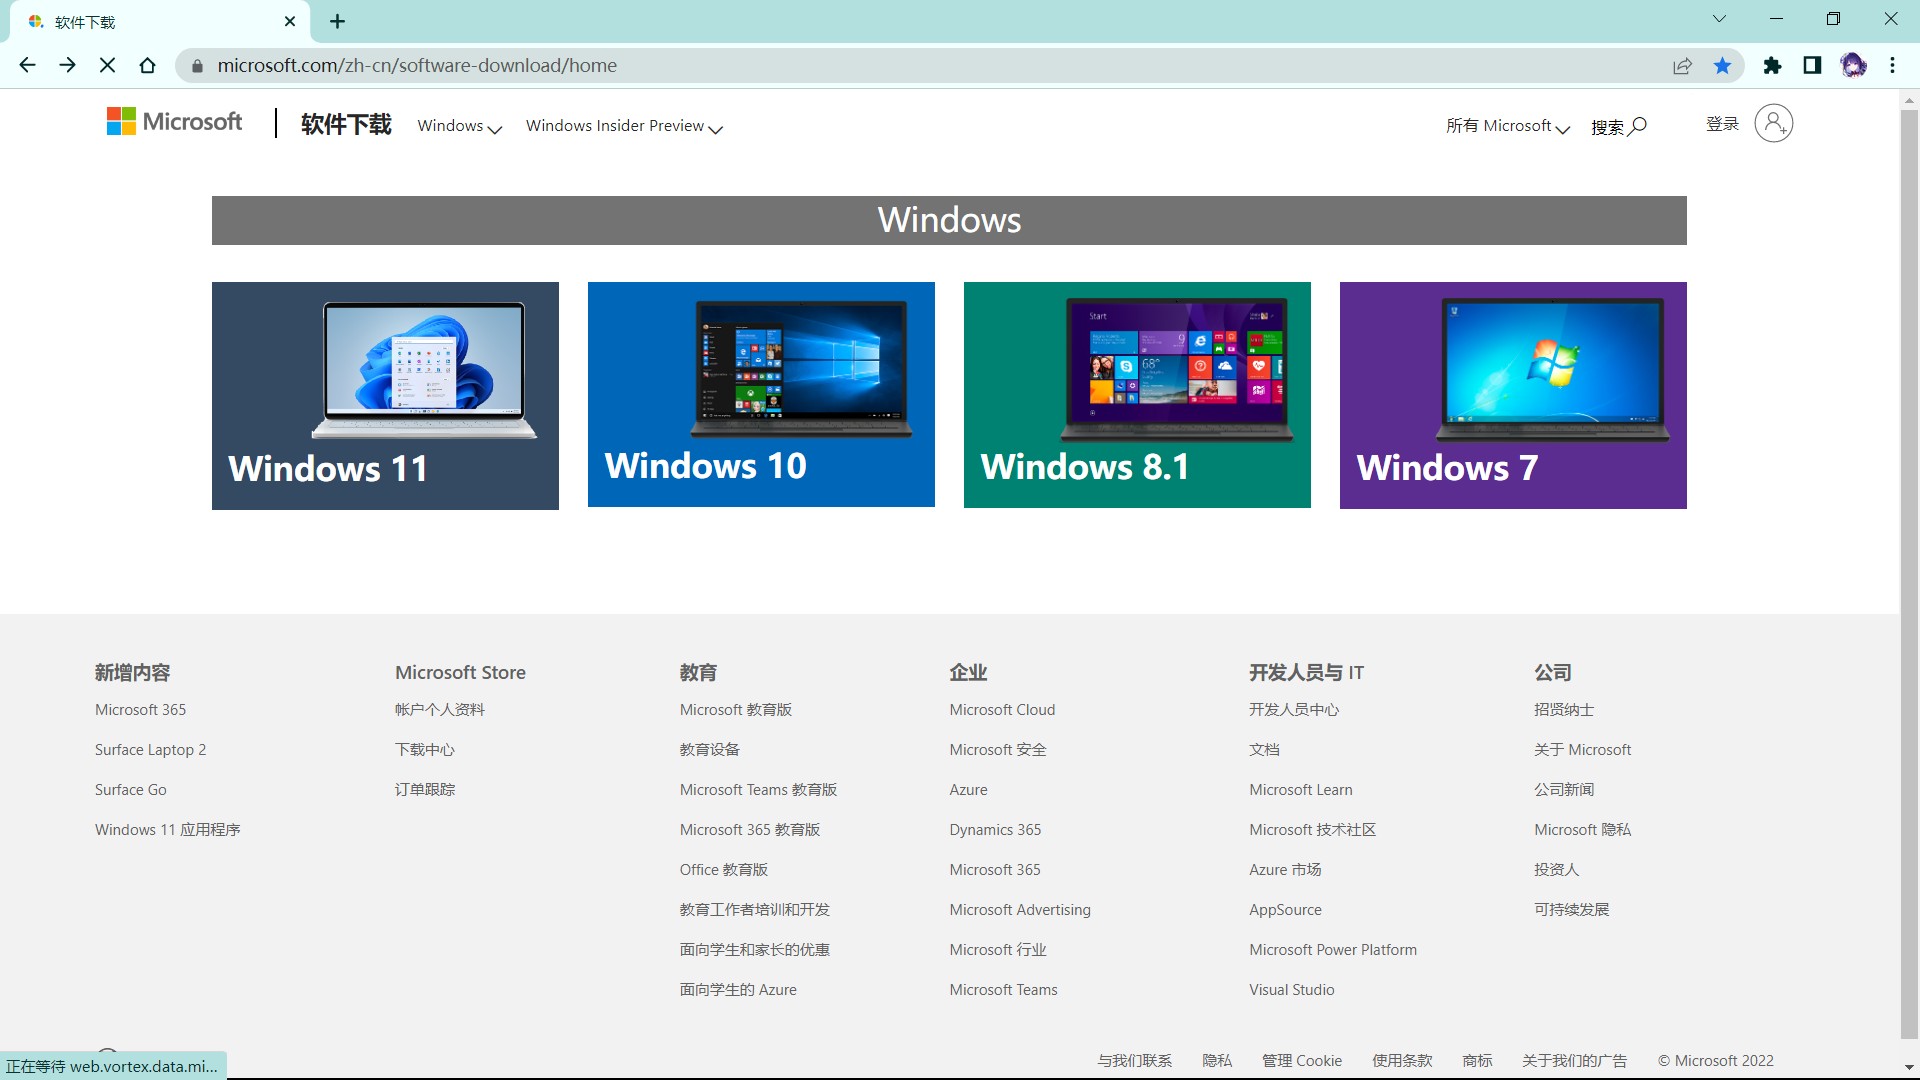 软件下载
microsoft.com/zh-cn/software-download/home
Microsoft
软件下载
Windows
Windows Insider Preview
所有 Microsoft
搜索
登录
Windows
Windows 11
Windows 10
Start
Windows 8.1
Windows 7
新增内容
Microsoft 365
Surface Laptop 2
Surface Go
Windows 11 应用程序
Microsoft Store
帐户个人资料
下载中心
订单跟踪
教育
Microsoft 教育版
教育设备
Microsoft Teams 教育版
Microsoft 365 教育版
Office 教育版
教育工作者培训和开发
面向学生和家长的优惠
面向学生的 Azure
企业
Microsoft Cloud
Microsoft 安全
Azure
Dynamics 365
Microsoft 365
Microsoft Advertising
Microsoft 行业
Microsoft Teams
开发人员与 IT
开发人员中心
文档
Microsoft Learn
Microsoft 技术社区
Azure 市场
AppSource
Microsoft Power Platform
Visual Studio
公司
招贤纳士
关于 Microsoft
公司新闻
Microsoft 隐私
投资人
可持续发展
正在等待 web.vortex.data.mi...
与我们联系
隐私
管理 Cookie
使用条款
商标
关于我们的广告
© Microsoft 2022